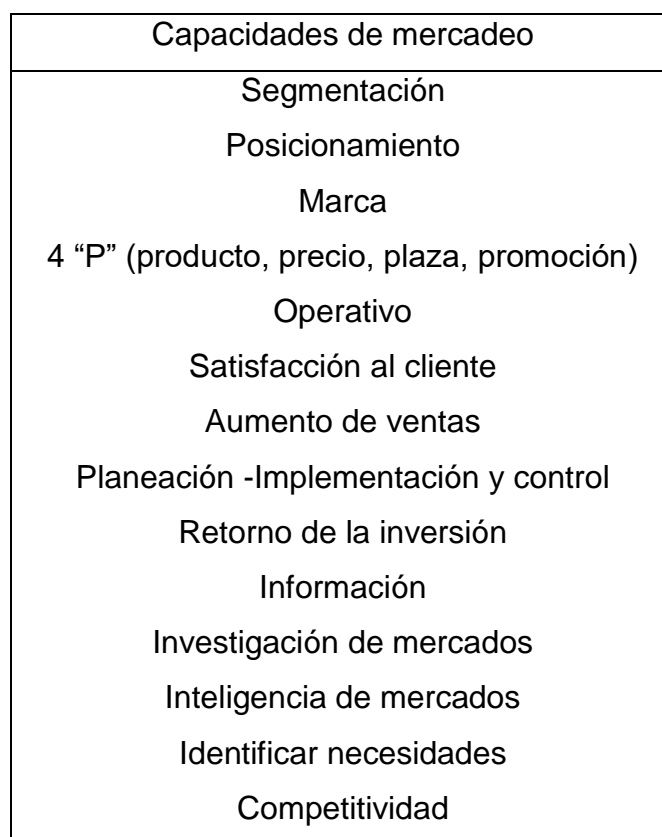 Capacidades de mercadeo
Segmentación
Posicionamiento
Marca
4 “P” (producto, precio, plaza, promoción)
Operativo
Satisfacción al cliente
Aumento de ventas
Planeación -Implementación y control
Retorno de la inversión
Información
Investigación de mercados
Inteligencia de mercados
Identificar necesidades
Competitividad